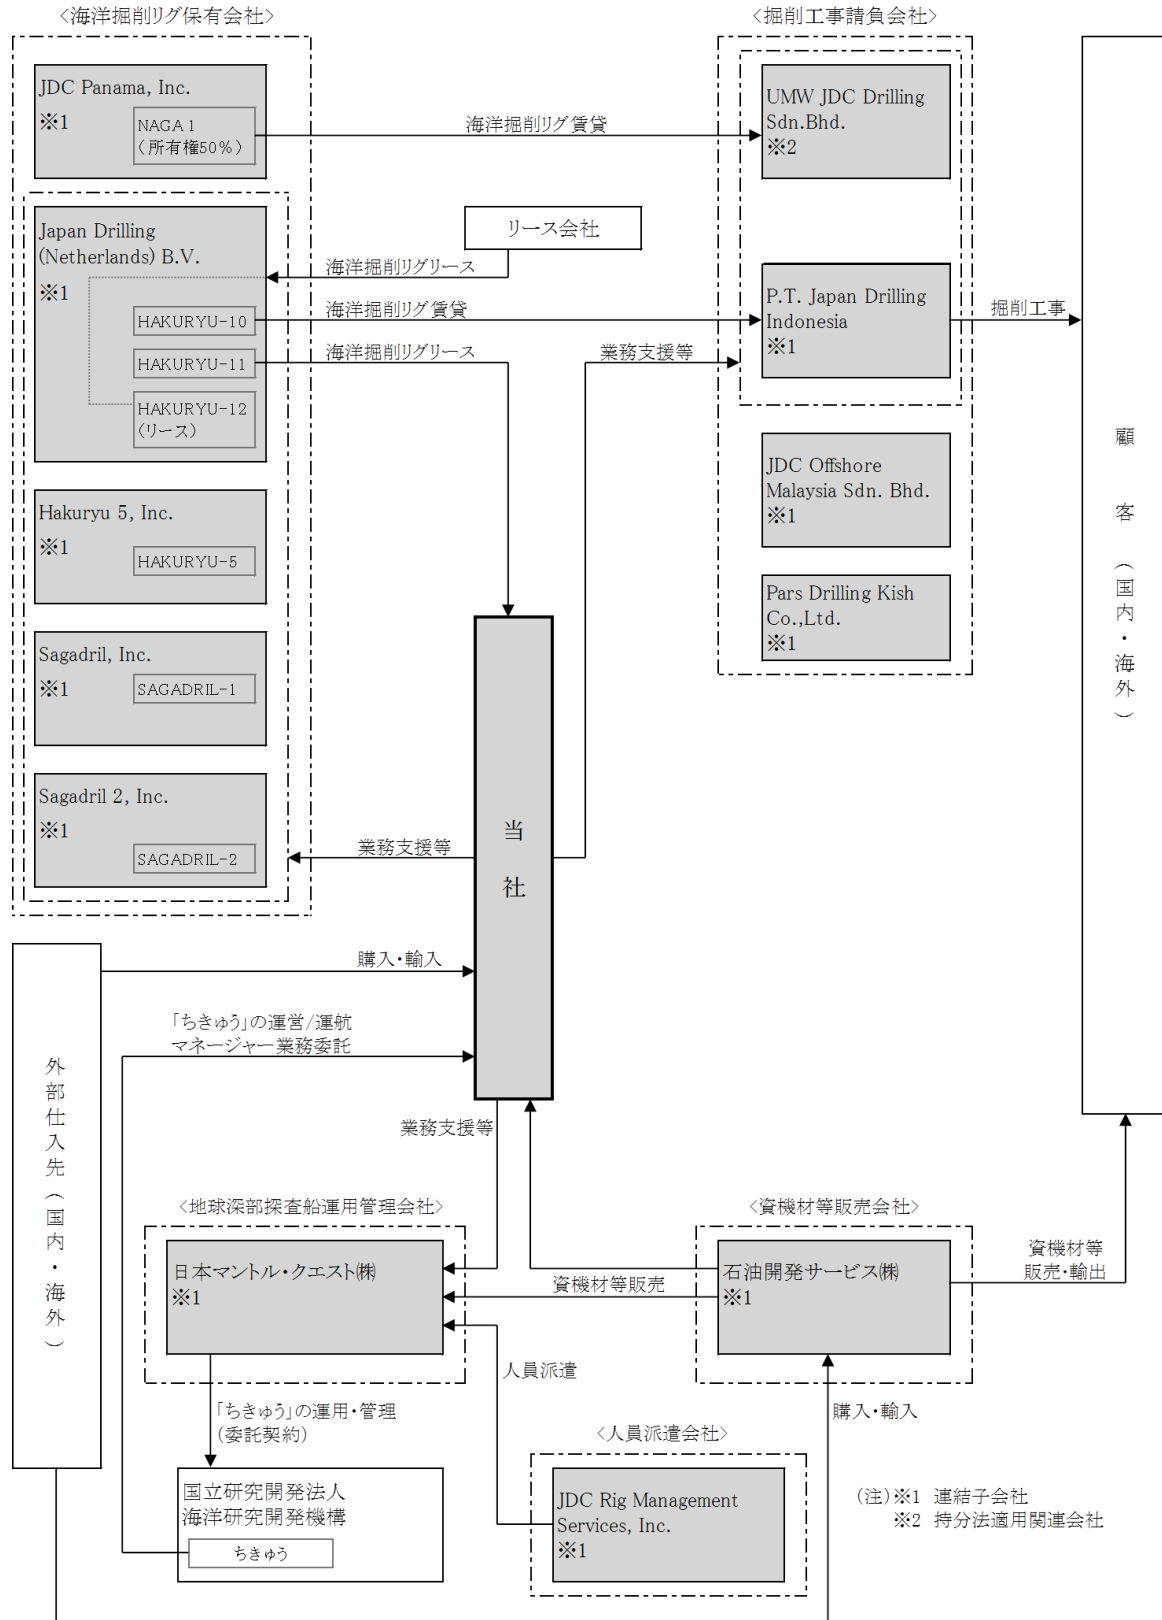 <海洋掘削リグ保有会社>
JDC Panama, Inc.
※1
NAGA 1
(所有権50%)
海洋掘削リグ賃貸
Japan Drilling
(Netherlands) B.V.
※1
HAKURYU-10
HAKURYU-11
HAKURYU-12
(リース)
リース会社
海洋掘削リグリース
海洋掘削リグ賃貸
海洋掘削リグリース
Hakuryu 5, Inc.
※1
HAKURYU-5
Sagadril, Inc.
※1
SAGADRIL-1
Sagadril 2, Inc.
※1
SAGADRIL-2
<掘削工事請負会社>
UMW JDC Drilling
Sdn.Bhd.
※2
P.T. Japan Drilling
Indonesia
※1
掘削工事
業務支援等
JDC Offshore
Malaysia Sdn. Bhd.
※1
Pars Drilling Kish
Co.,Ltd.
※1
顧客(国内・海外)
業務支援等
当社
購入・輸入
「ちきゅう」の運営/運航
マネージャー業務委託
外部仕入先(国内・海外)
業務支援等
<地球深部探査船運用管理会社>
日本マントル・クエスト㈱
※1
資機材等販売
<資機材等販売会社>
石油開発サービス㈱
※1
資機材等
販売・輸出
人員派遣
購入・輸入
「ちきゅう」の運用・管理
(委託契約)
国立研究開発法人
海洋研究開発機構
ちきゅう
<人員派遣会社>
JDC Rig Management
Services, Inc.
※1
(注)※1 連結子会社
※2 持分法適用関連会社